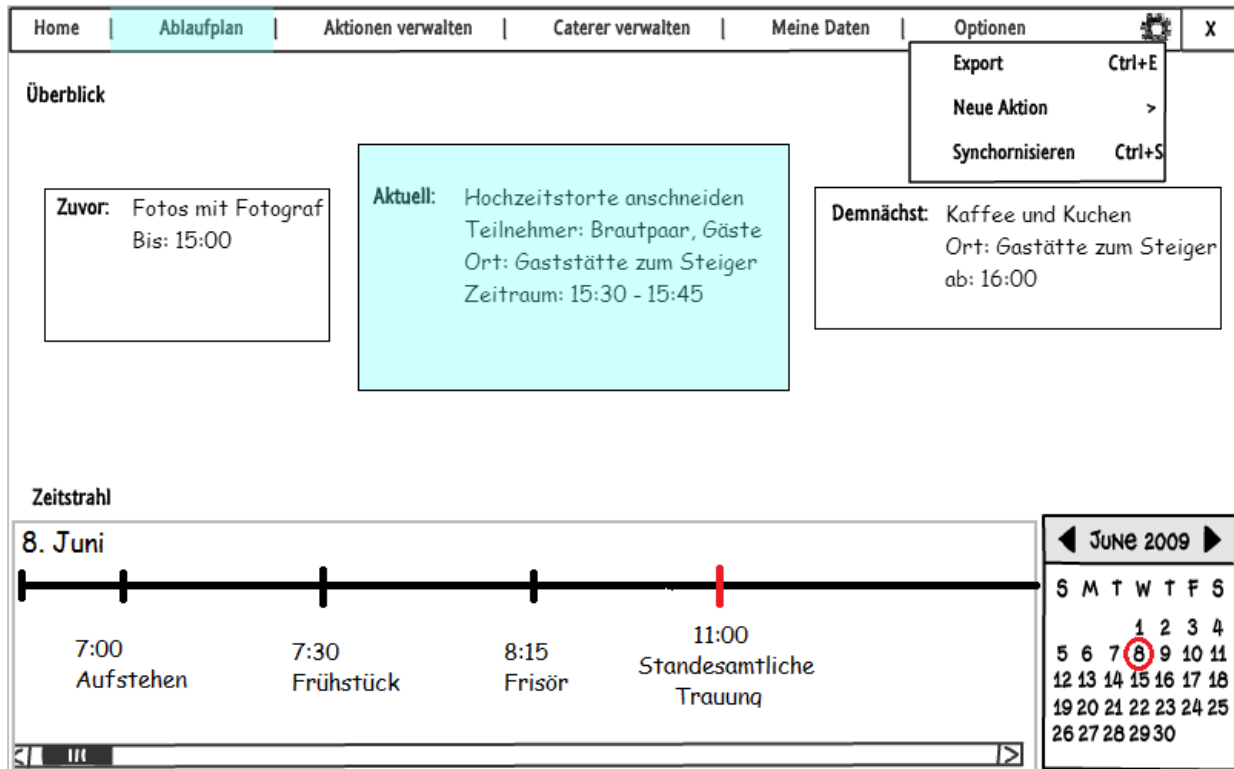 Home | Ablaufplan | Aktionen verwalten | Caterer verwalten | Meine Daten | Optionen X
Export Ctrl+E
Neue Aktion >
Synchornisieren Ctrl+S
Überblick
Zuvor: Fotos mit Fotograf
Bis: 15:00
Aktuell: Hochzeitstorte anschneiden
Teilnehmer: Brautpaar, Gäste
Ort: Gaststätte zum Steiger
Zeitraum: 15:30 - 15:45
Demnächst: Kaffee und Kuchen
Ort: Gastätte zum Steiger
ab: 16:00
Zeitstrahl
8. Juni
7:00
Aufstehen
7:30
Frühstück
8:15
Frisör
11:00
Standesamtliche
Trauung
June 2009
S M T W T F S
1 2 3 4
5 6 7 8 9 10 11
12 13 14 15 16 17 18
19 20 21 22 23 24 25
26 27 28 29 30